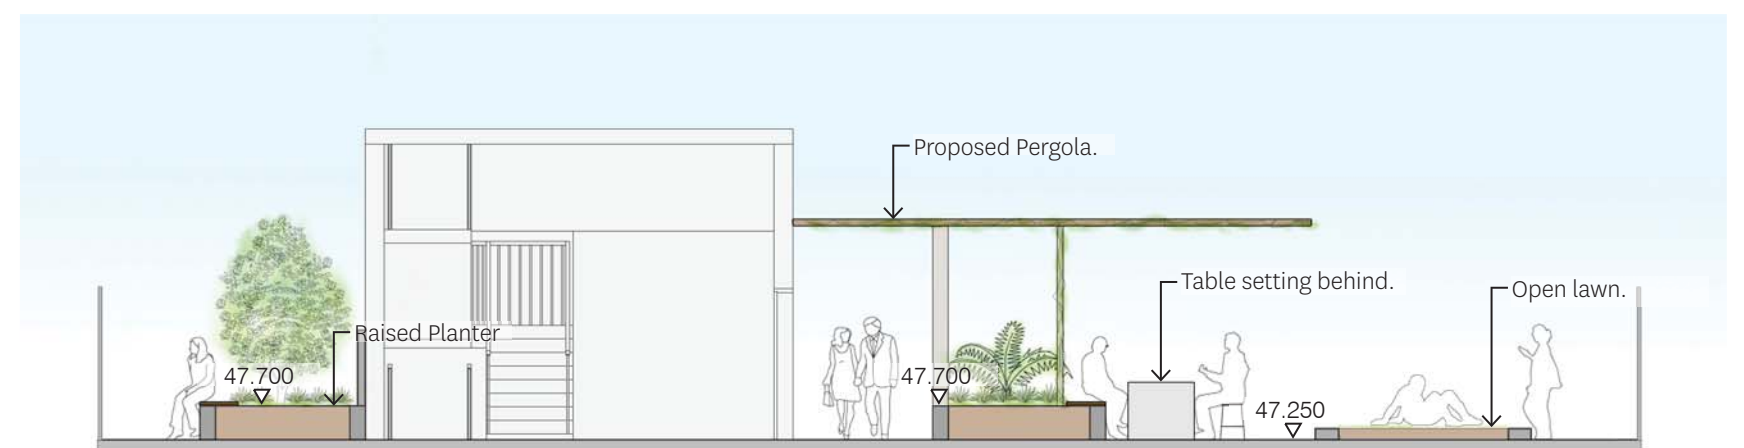 Proposed Pergola.
Table setting behind.
Open lawn.
Raised Planter
47.700
47.700
47.250